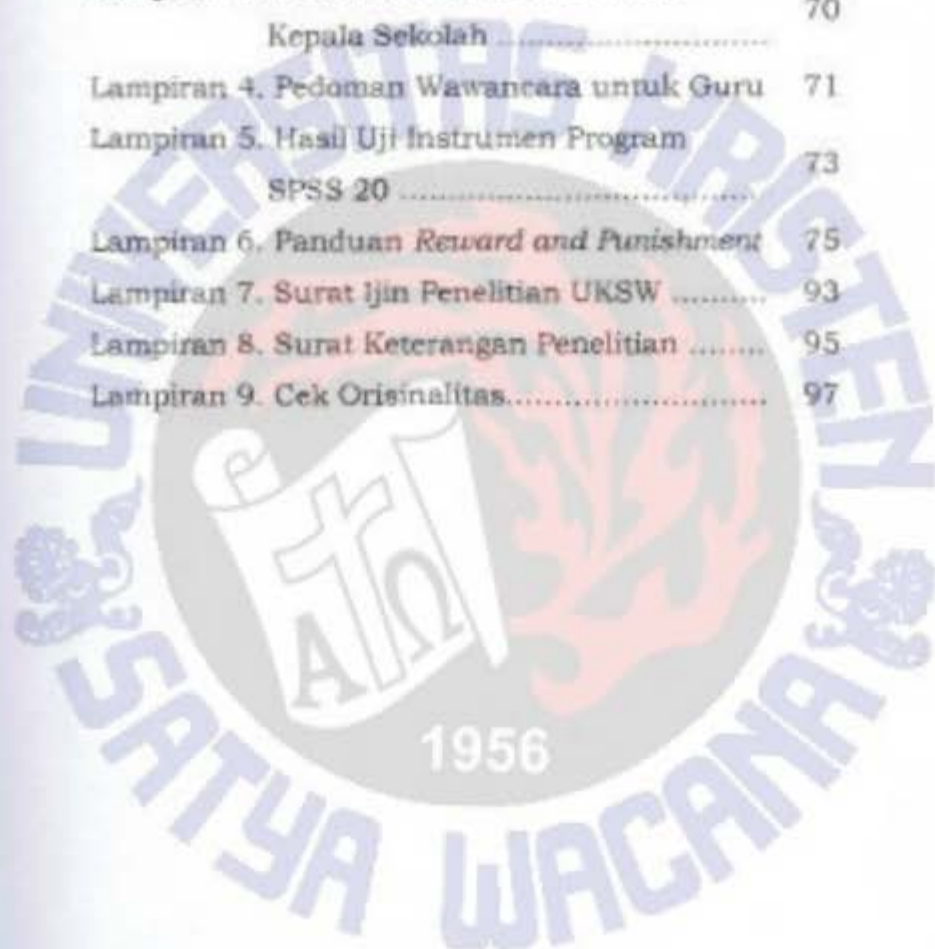 70
Kepala Sekolah ..............................
Lampiran 4. Pedoman Wawancara untuk Guru 71
Lampiran 5. Hasil Uji Instrumen Program
73
SPSS 20 .......................................
Lampiran 6. Panduan Reward and Punishment 75
Lampiran 7. Surat Ijin Penelitian UKSW .......... 93
Lampiran 8. Surat Keterangan Penelitian ........ 95
Lampiran 9. Cek Orisinalitas............................ 97
UNIVERSITAS KRISTEN
ΑΩ
1956
SATYA WACANA